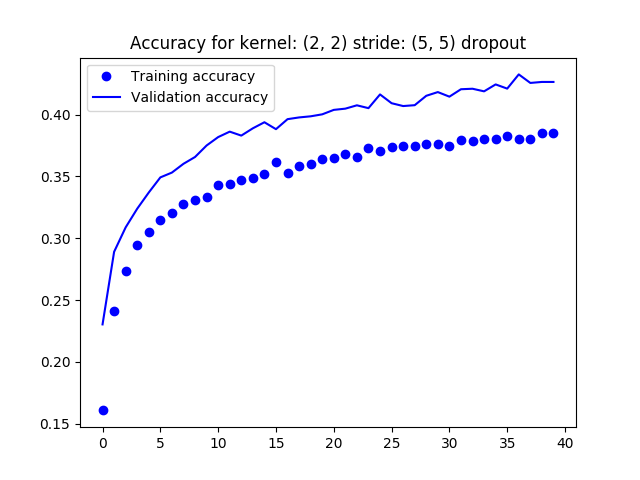 Accuracy for kernel: (2, 2) stride: (5, 5) dropout
Training accuracy
Validation accuracy
0.40
0.35
0.30
0.25
0.20
0.15
0 5 10 15 20 25 30 35 40